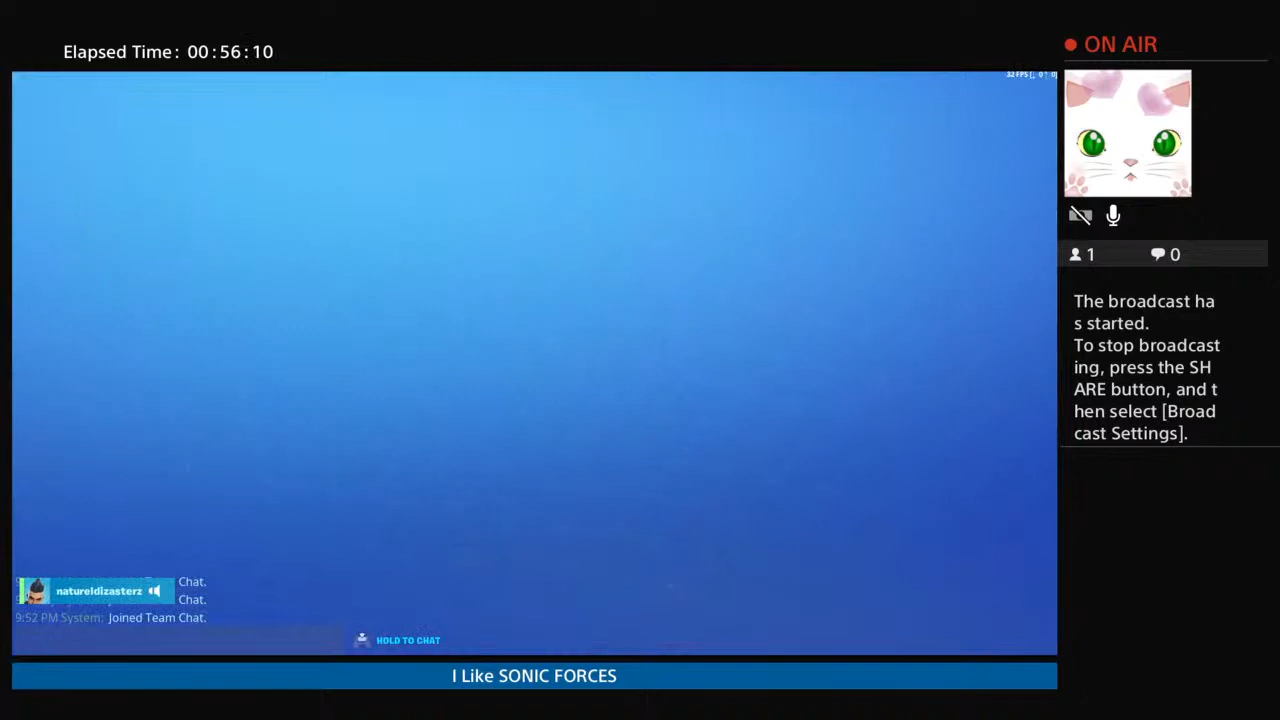 Elapsed Time: 00:56:10
ON AIR
32 FPS
1
0
The broadcast ha
s started.
To stop broadcast
ing, press the SH
ARE button, and t
hen select [Broad
cast Settings].
Chat.
natureldizasterz
Chat.
9:52 PM System: Joined Team Chat.
HOLD TO CHAT
I Like SONIC FORCES